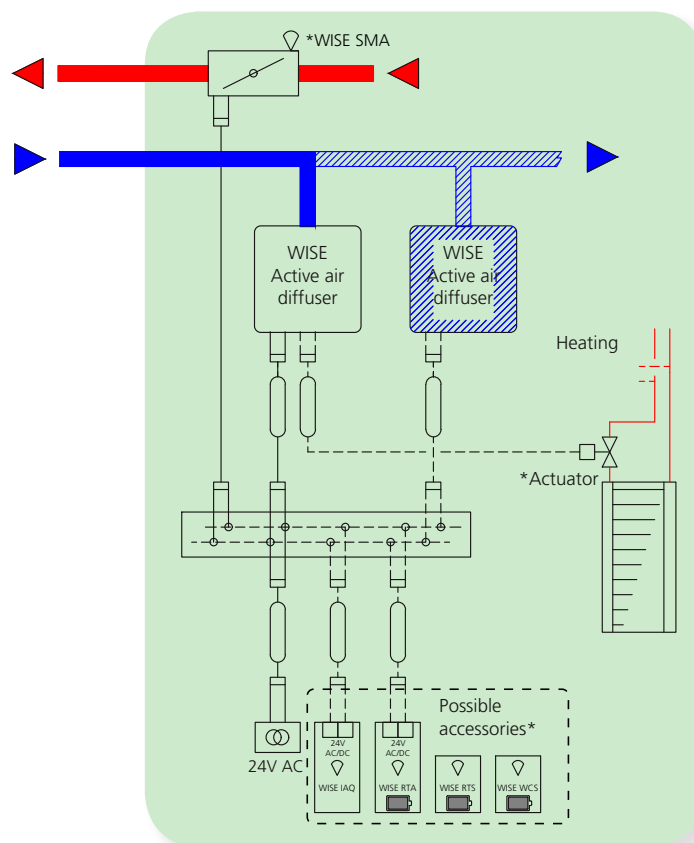 *WISE SMA
WISE
Active air
diffuser
WISE
Active air
diffuser
Heating
*Actuator
Possible
accessories*
24V
AC/DC
WISE IAQ
24V
AC/DC
WISE RTA
WISE RTS
WISE WCS
24V AC